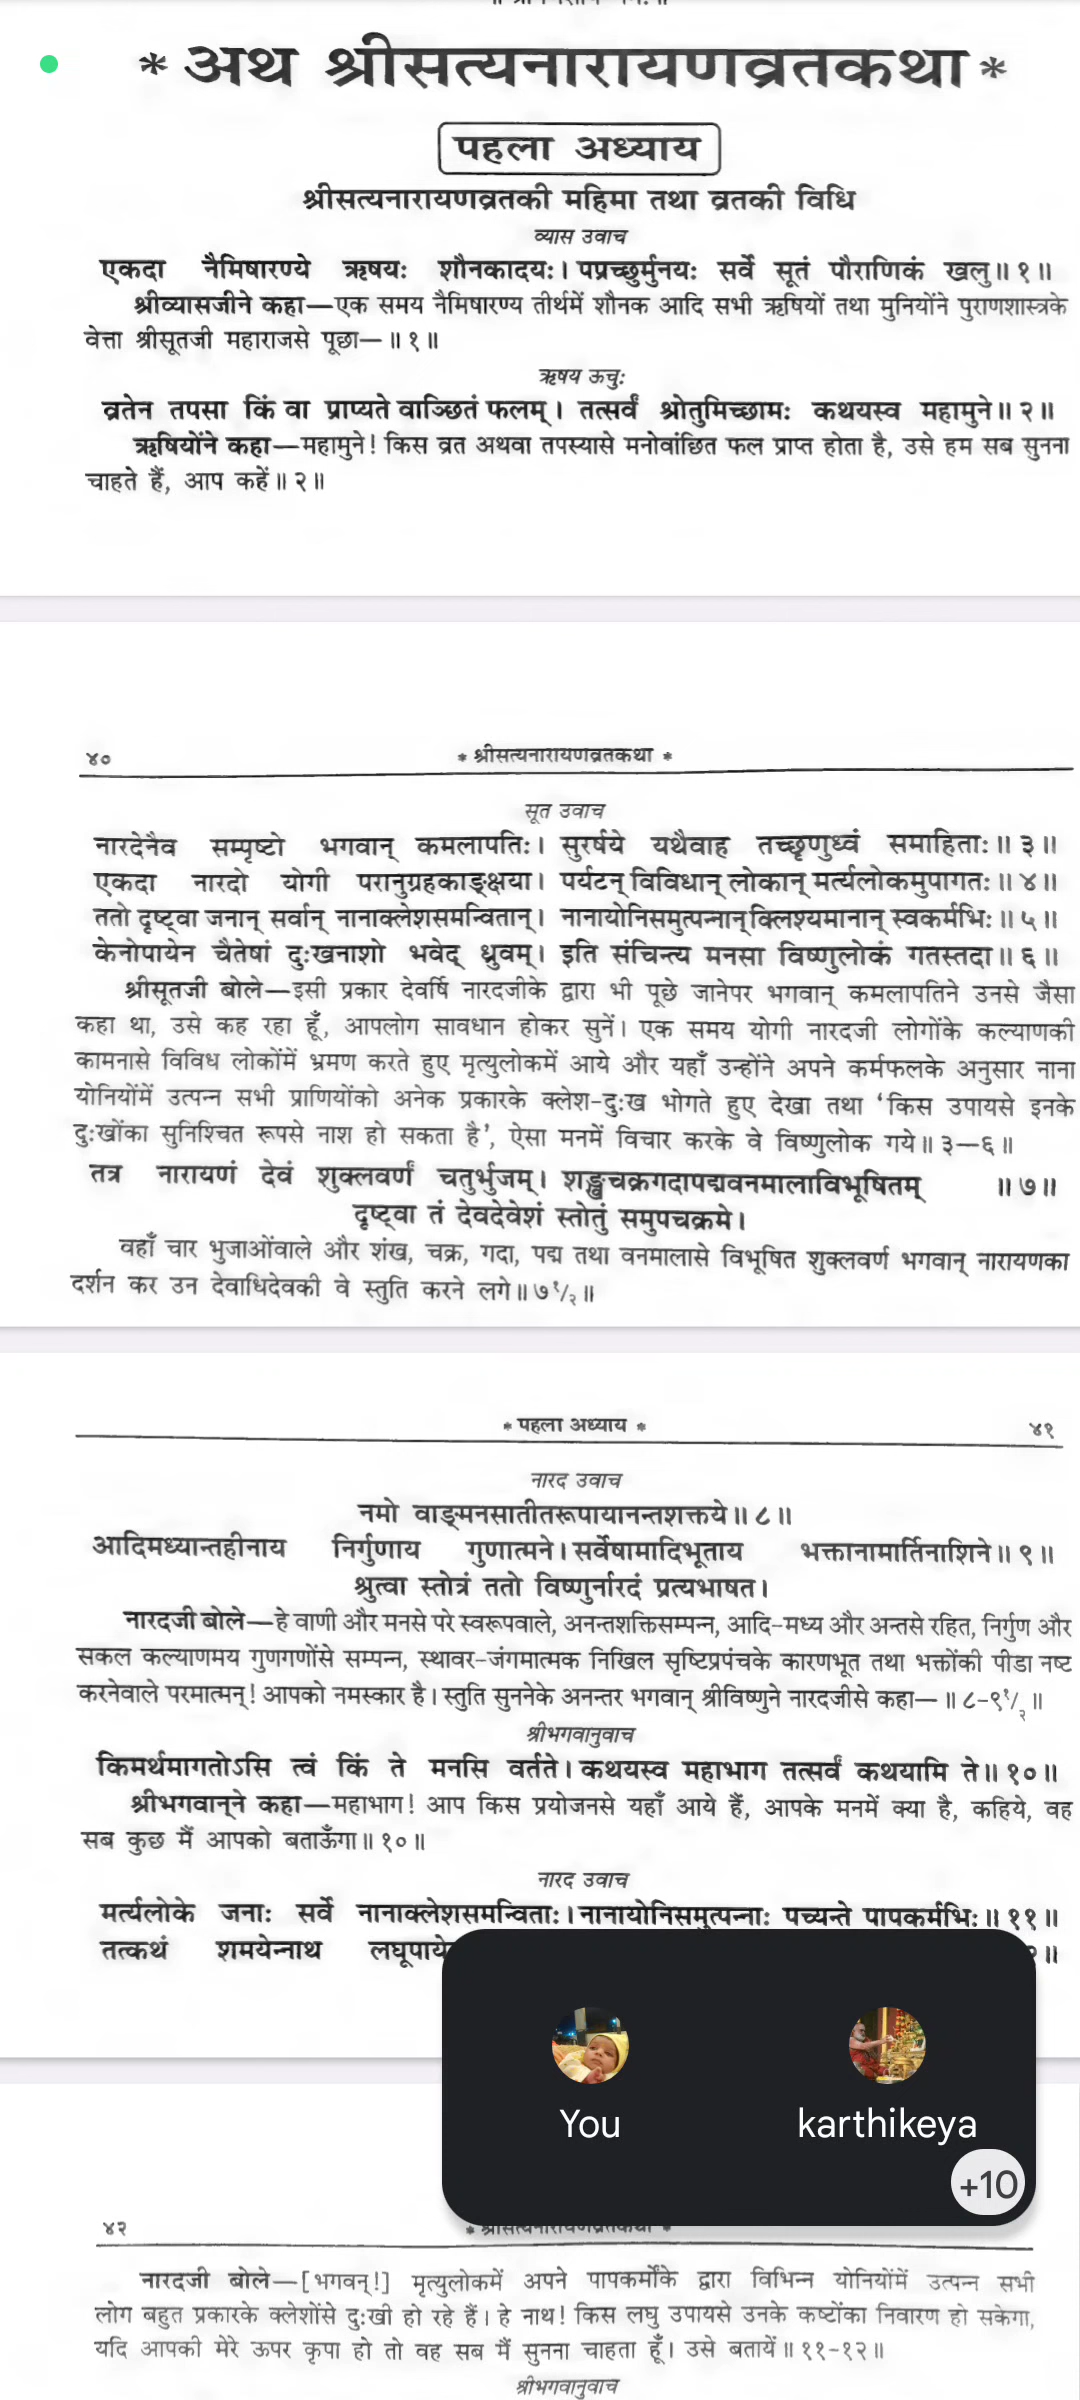 * अथ श्रीसत्यनारायणव्रतकथा *
पहला अध्याय
श्रीसत्यनारायणव्रतकी महिमा तथा व्रतकी विधि
व्यास उवाच
एकदा नैमिषारण्ये ऋषयः शौनकादयः। पप्रच्छुर्मुनयः सर्वे सूतं पौराणिकं खलु॥ १॥
श्रीव्यासजीने कहा—एक समय नैमिषारण्य तीर्थमें शौनक आदि सभी ऋषियों तथा मुनियोंने पुराणशास्त्रके
वेत्ता श्रीसूतजी महाराजसे पूछा—॥ १॥
ऋषय ऊचुः
व्रतेन तपसा किं वा प्राप्यते वाञ्छितं फलम्। तत्सर्वं श्रोतुमिच्छामः कथयस्व महामुने॥ २॥
ऋषियोंने कहा—महामुने! किस व्रत अथवा तपस्यासे मनोवांछित फल प्राप्त होता है, उसे हम सब सुनना
चाहते हैं, आप कहें॥ २॥
४० * श्रीसत्यनारायणव्रतकथा *
सूत उवाच
नारदेनैव सम्पृष्टो भगवान् कमलापतिः। सुरर्षये यथैवाह तच्छृणुध्वं समाहिताः॥ ३॥
एकदा नारदो योगी परानुग्रहकाङ्क्षया। पर्यटन् विविधान् लोकान् मर्त्यलोकमुपागतः॥ ४॥
ततो दृष्ट्वा जनान् सर्वान् नानाक्लेशसमन्वितान्। नानायोनिसमुत्पन्नान् क्लिश्यमानान् स्वकर्मभिः॥ ५॥
केनोपायेन चैतेषां दुःखनाशो भवेद् ध्रुवम्। इति संचिन्त्य मनसा विष्णुलोकं गतस्तदा॥ ६॥
श्रीसूतजी बोले—इसी प्रकार देवर्षि नारदजीके द्वारा भी पूछे जानेपर भगवान् कमलापतिने उनसे जैसा
कहा था, उसे कह रहा हूँ, आपलोग सावधान होकर सुनें। एक समय योगी नारदजी लोगोंके कल्याणकी
कामनासे विविध लोकोंमें भ्रमण करते हुए मृत्युलोकमें आये और यहाँ उन्होंने अपने कर्मफलके अनुसार नाना
योनियोंमें उत्पन्न सभी प्राणियोंको अनेक प्रकारके क्लेश-दुःख भोगते हुए देखा तथा ‘किस उपायसे इनके
दुःखोंका सुनिश्चित रूपसे नाश हो सकता है’, ऐसा मनमें विचार करके वे विष्णुलोक गये॥ ३—६॥
तत्र नारायणं देवं शुक्लवर्णं चतुर्भुजम्। शङ्खचक्रगदापद्मवनमालाविभूषितम् ॥ ७॥
दृष्ट्वा तं देवदेवेशं स्तोतुं समुपचक्रमे।
वहाँ चार भुजाओंवाले और शंख, चक्र, गदा, पद्म तथा वनमालासे विभूषित शुक्लवर्ण भगवान् नारायणका
दर्शन कर उन देवाधिदेवकी वे स्तुति करने लगे॥ ७ १/२ ॥
* पहला अध्याय * ४१
नारद उवाच
नमो वाङ्मनसातीतरूपायानन्तशक्तये॥ ८॥
आदिमध्यान्तहीनाय निर्गुणाय गुणात्मने। सर्वेषामादिभूताय भक्तानामार्तिनाशिने॥ ९॥
श्रुत्वा स्तोत्रं ततो विष्णुर्नारदं प्रत्यभाषत।
नारदजी बोले—हे वाणी और मनसे परे स्वरूपवाले, अनन्तशक्तिसम्पन्न, आदि-मध्य और अन्तसे रहित, निर्गुण और
सकल कल्याणमय गुणगणोंसे सम्पन्न, स्थावर-जंगमात्मक निखिल सृष्टिप्रपंचके कारणभूत तथा भक्तोंकी पीडा नष्ट
करनेवाले परमात्मन्! आपको नमस्कार है। स्तुति सुननेके अनन्तर भगवान् श्रीविष्णुने नारदजीसे कहा—॥ ८-९ १/२ ॥
श्रीभगवानुवाच
किमर्थमागतोऽसि त्वं किं ते मनसि वर्तते। कथयस्व महाभाग तत्सर्वं कथयामि ते॥ १०॥
श्रीभगवान्‌ने कहा—महाभाग! आप किस प्रयोजनसे यहाँ आये हैं, आपके मनमें क्या है, कहिये, वह
सब कुछ मैं आपको बताऊँगा॥ १०॥
नारद उवाच
मर्त्यलोके जनाः सर्वे नानाक्लेशसमन्विताः। नानायोनिसमुत्पन्नाः पच्यन्ते पापकर्मभिः॥ ११॥
तत्कथं शमयेन्नाथ
You
karthikeya
+10
४२ * श्रीसत्यनारायणव्रतकथा *
नारदजी बोले—[भगवन्!] मृत्युलोकमें अपने पापकर्मोंके द्वारा विभिन्न योनियोंमें उत्पन्न सभी
लोग बहुत प्रकारके क्लेशोंसे दुःखी हो रहे हैं। हे नाथ! किस लघु उपायसे उनके कष्टोंका निवारण हो सकेगा,
यदि आपकी मेरे ऊपर कृपा हो तो वह सब मैं सुनना चाहता हूँ। उसे बतायें॥ ११-१२॥
श्रीभगवानुवाच